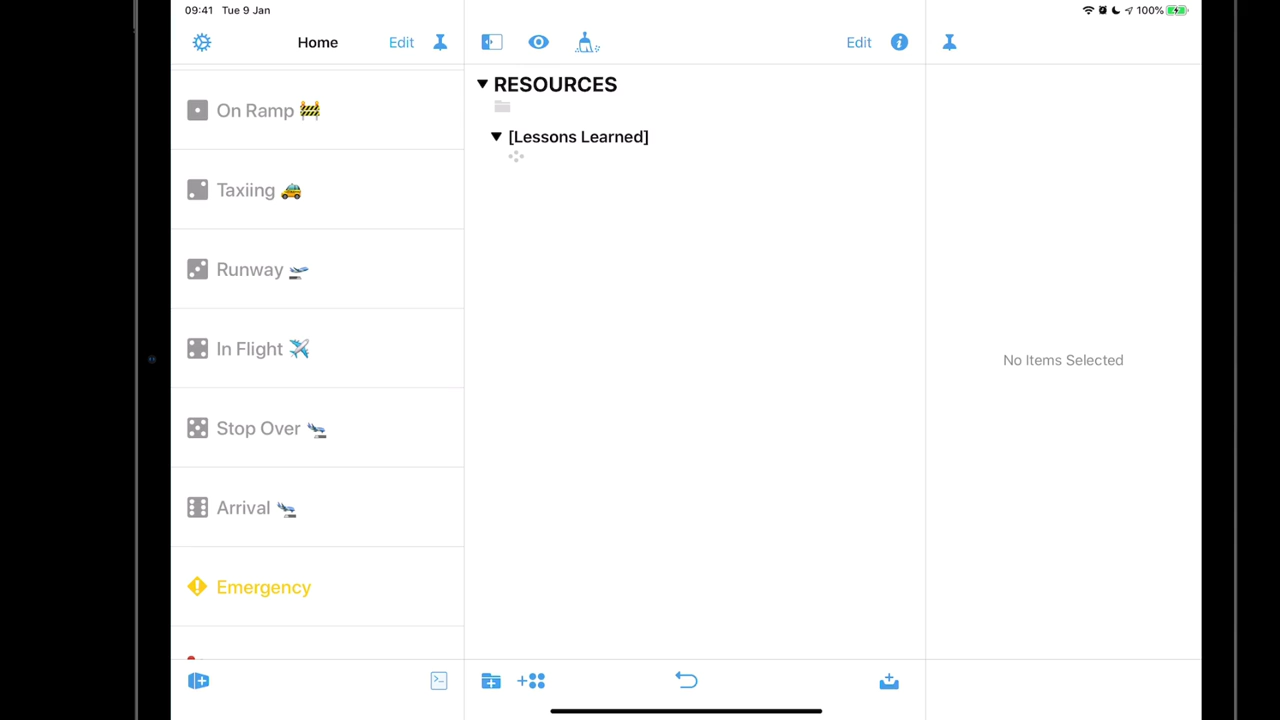 09:41 Tue 9 Jan
100%
Home
Edit
Edit
On Ramp 🚧
Taxiing 🚖
Runway 🛫
In Flight ✈️
Stop Over 🛬
Arrival 🛬
Emergency
RESOURCES
[Lessons Learned]
No Items Selected